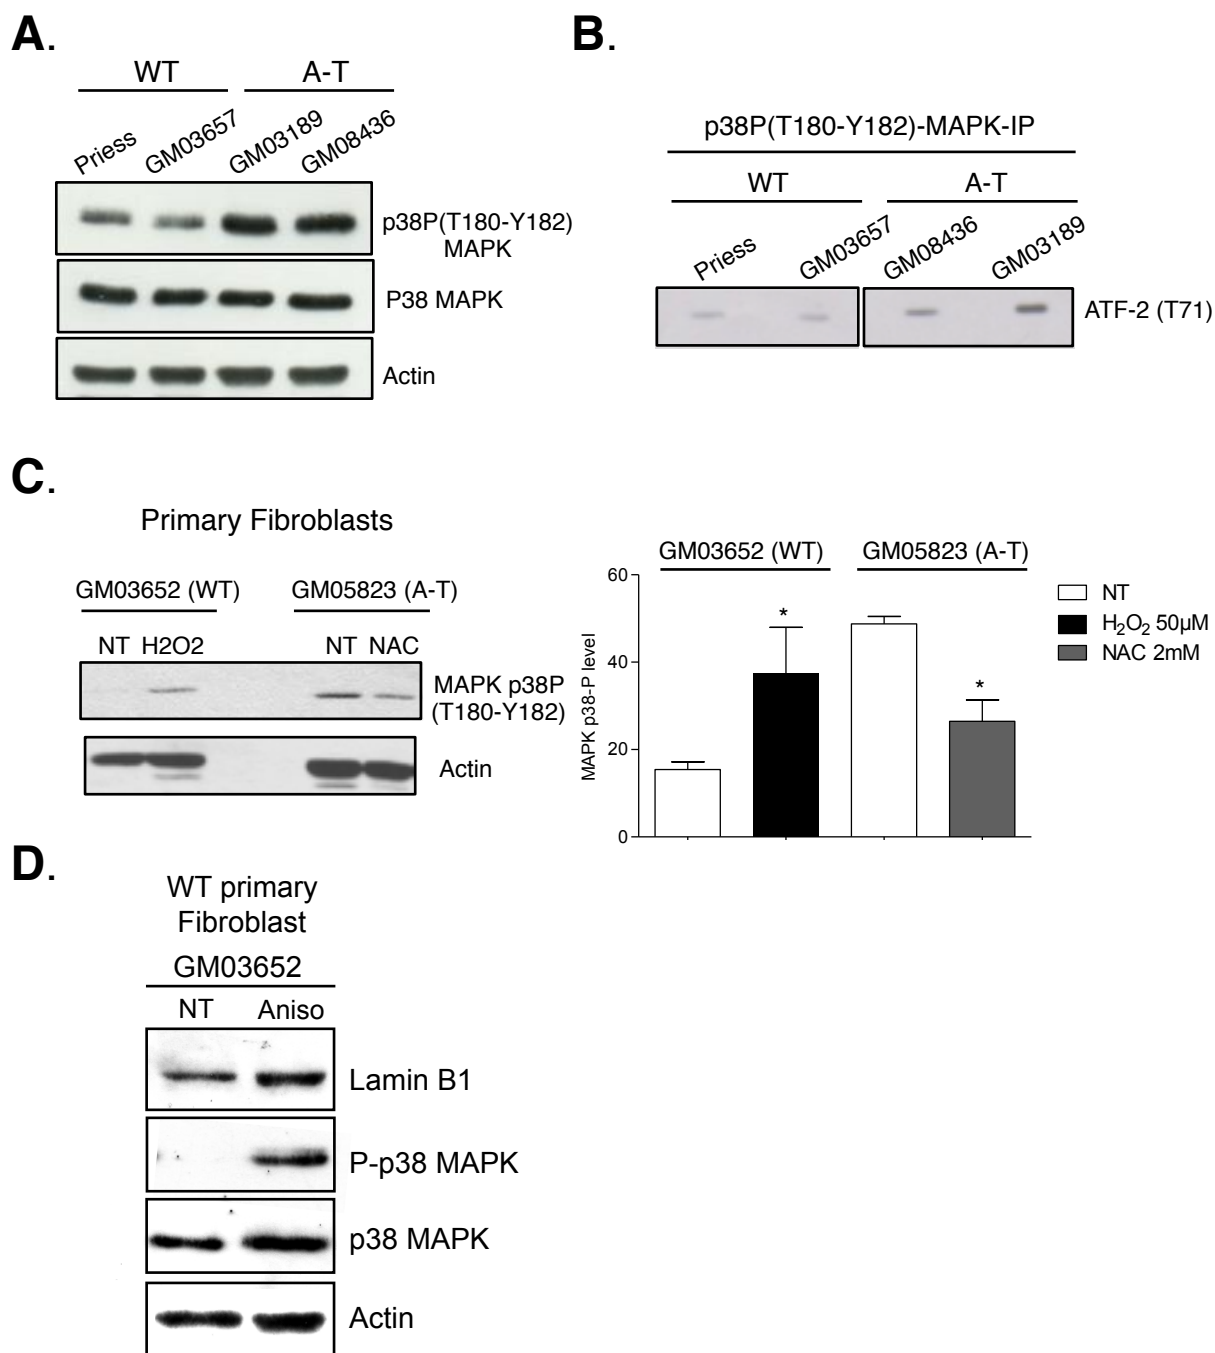 A.
WT A-T
Priess GM03657 GM03189 GM08436
p38P(T180-Y182)
MAPK
P38 MAPK
Actin
B.
p38P(T180-Y182)-MAPK-IP
WT A-T
Priess GM03657 GM08436 GM03189
ATF-2 (T71)
C.
Primary Fibroblasts
GM03652 (WT) GM05823 (A-T)
NT H2O2 NT NAC
MAPK p38P
(T180-Y182)
Actin
GM03652 (WT) GM05823 (A-T)
MAPK p38-P level
60
40
20
0
*
*
NT
H₂O₂ 50µM
NAC 2mM
D.
WT primary
Fibroblast
GM03652
NT Aniso
Lamin B1
P-p38 MAPK
p38 MAPK
Actin